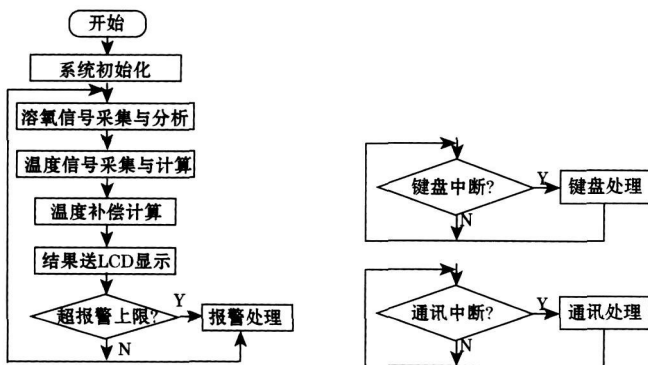 开始
系统初始化
溶氧信号采集与分析
温度信号采集与计算
温度补偿计算
结果送LCD显示
超报警上限?
Y
报警处理
N
键盘中断?
Y
键盘处理
N
通讯中断?
Y
通讯处理
N